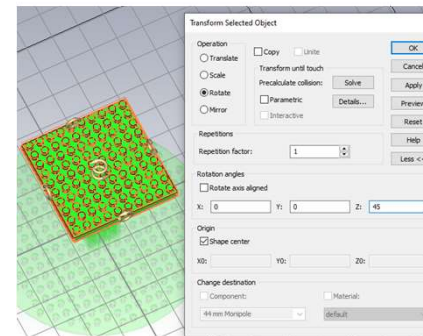 Transform Selected Object
Operation
Translate
Scale
Rotate
Mirror
Copy
Unite
Transform until touch
Precalculate collision:
Solve
Parametric
Details...
Interactive
OK
Cancel
Apply
Preview
Reset
Help
Less <
Repetitions
Repetition factor:
1
Rotation angles
Rotate axis aligned
X: 0 Y: 0 Z: 45
Origin
Shape center
X0: Y0: Z0:
Change destination
Component:
Material:
44 mm Monpole
default